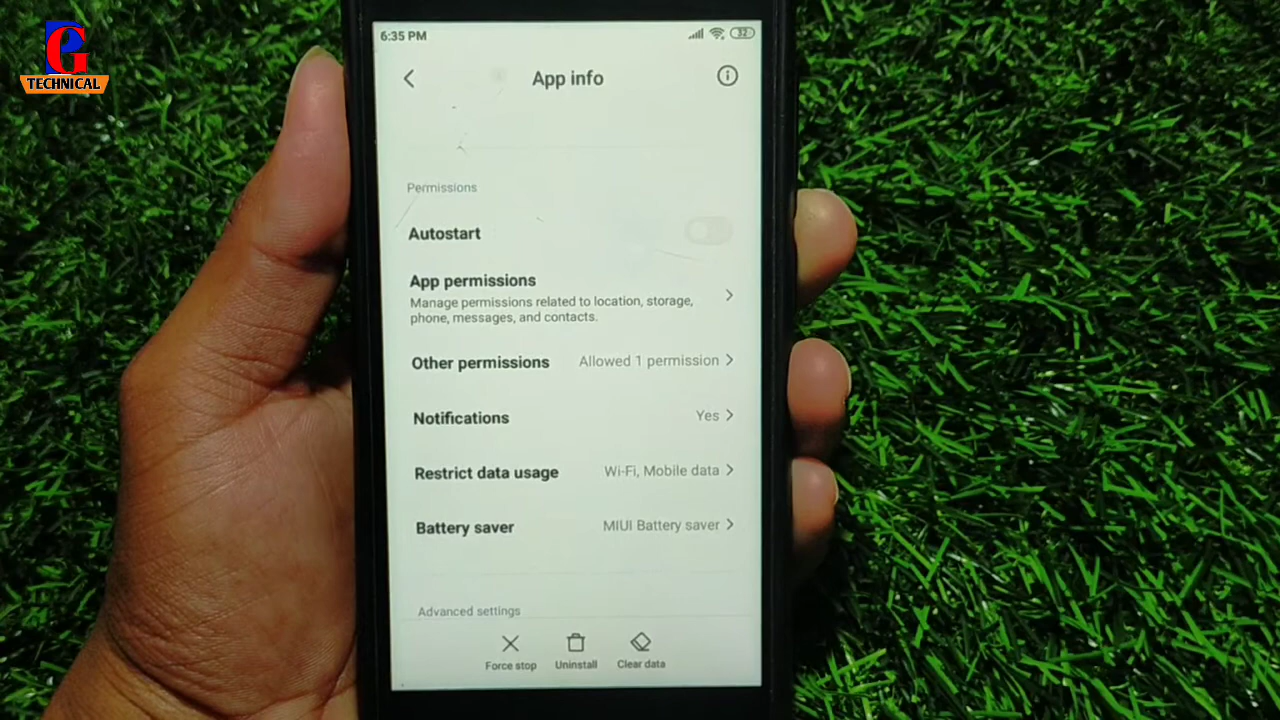 PG
TECHNICAL
6:35 PM
32
App info
Permissions
Autostart
App permissions
Manage permissions related to location, storage,
phone, messages, and contacts.
Other permissions Allowed 1 permission
Notifications Yes
Restrict data usage Wi-Fi, Mobile data
Battery saver MIUI Battery saver
Advanced settings
Force stop Uninstall Clear data